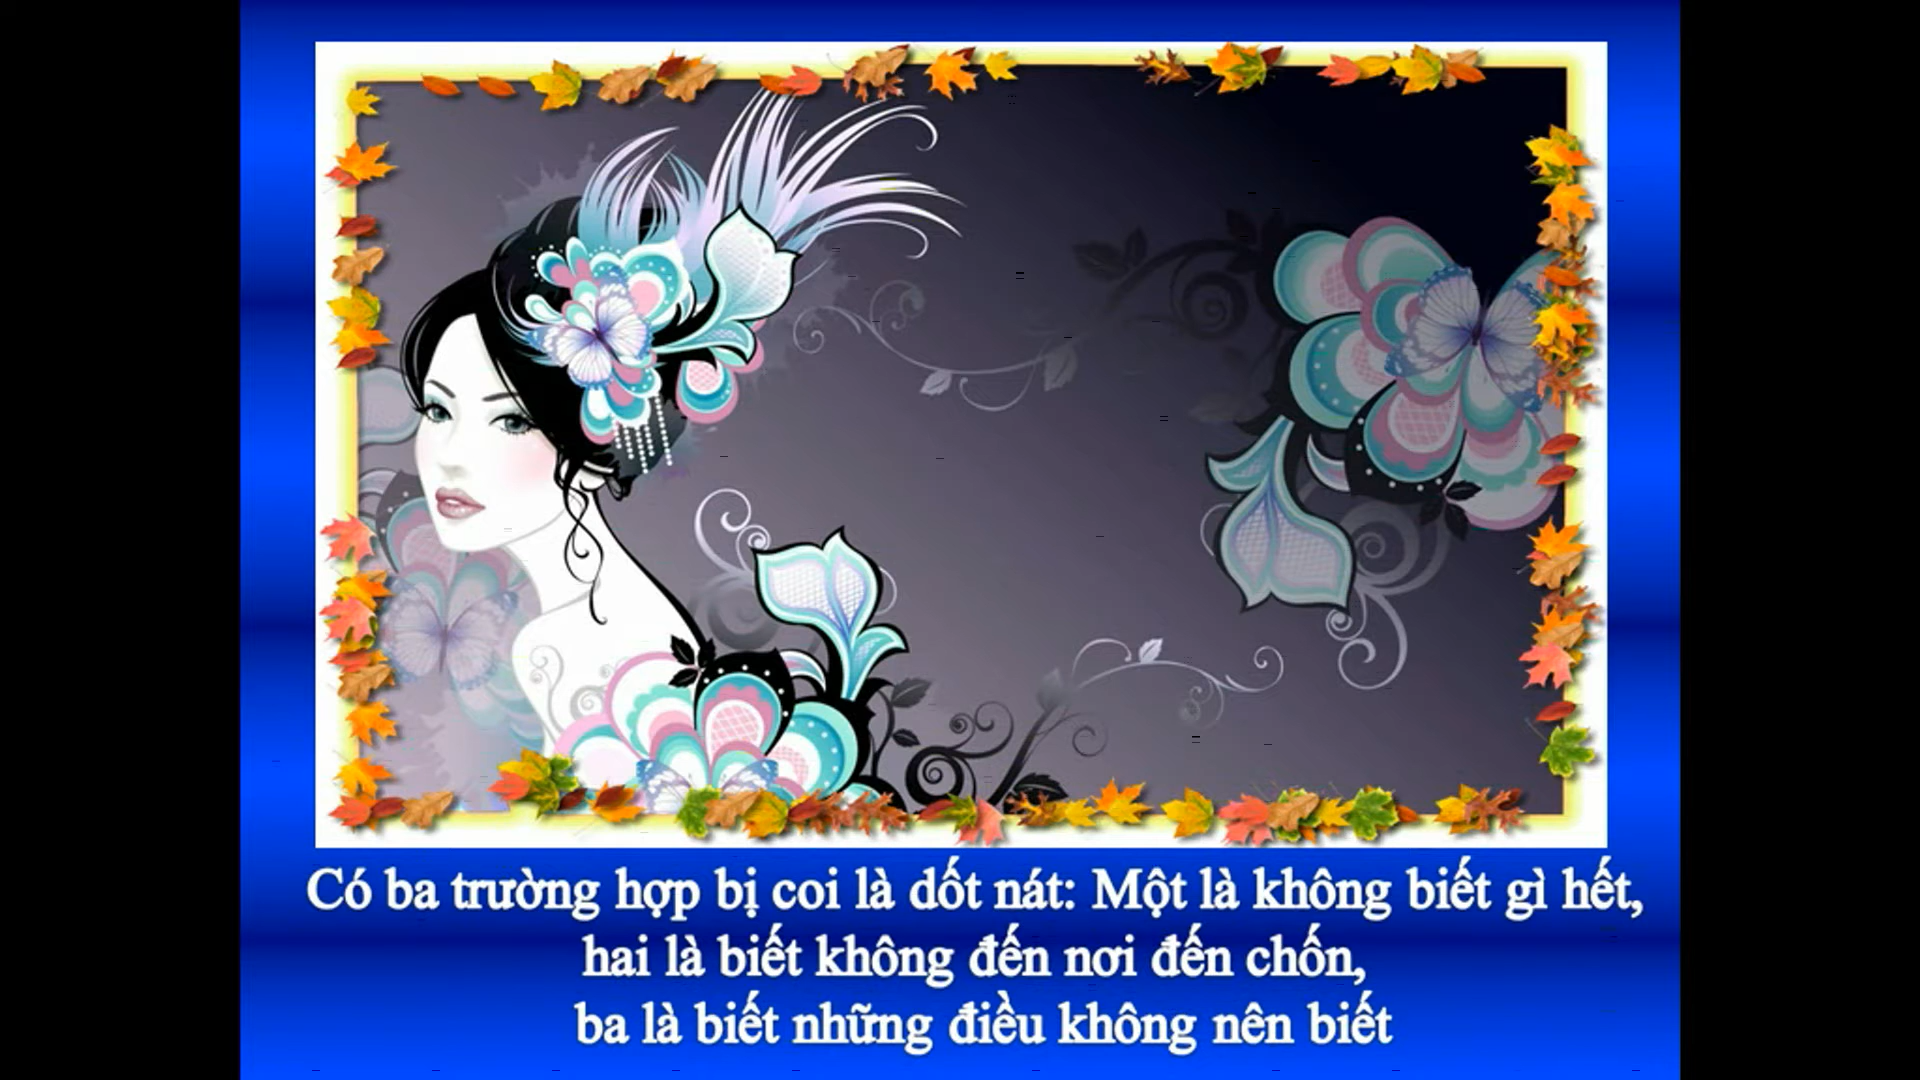 Có ba trường hợp bị coi là dốt nát: Một là không biết gì hết,
hai là biết không đến nơi đến chốn,
ba là biết những điều không nên biết